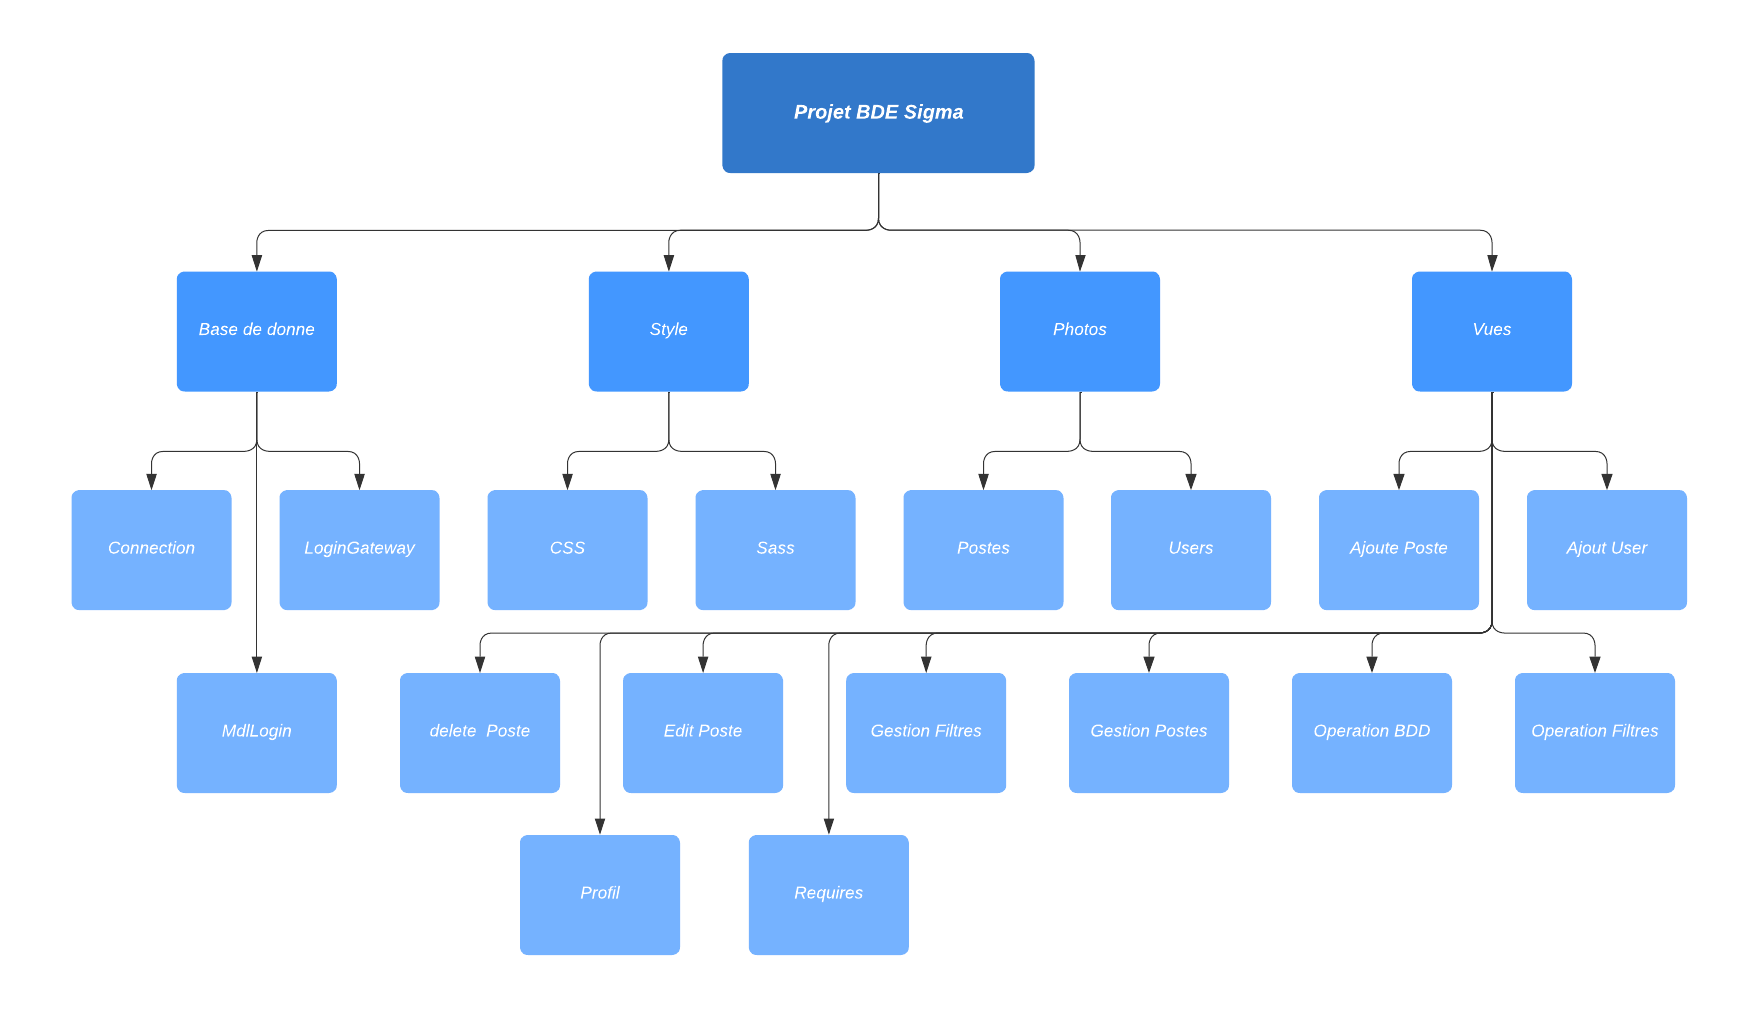 Projet BDE Sigma
Base de donne
Style
Photos
Vues
Connection
LoginGateway
CSS
Sass
Postes
Users
Ajoute Poste
Ajout User
MdlLogin
delete  Poste
Edit Poste
Gestion Filtres
Gestion Postes
Operation BDD
Operation Filtres
Profil
Requires